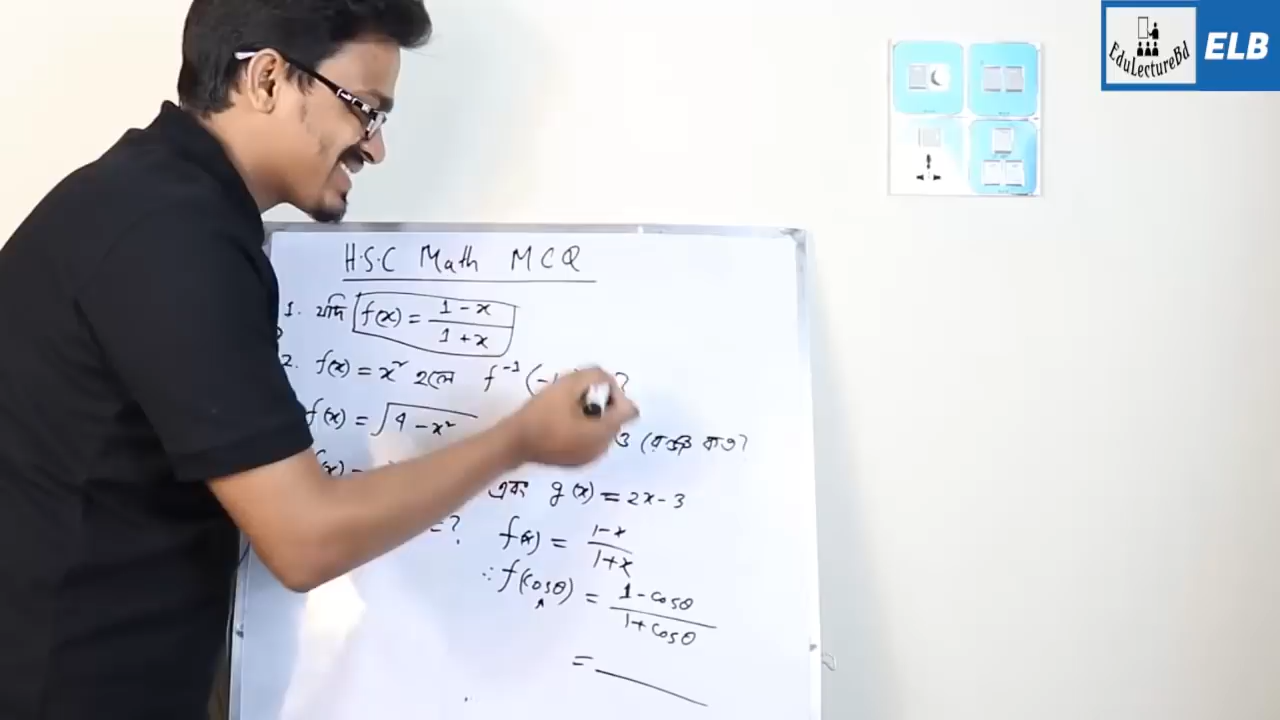 EduLectureBd
ELB
H.S.C Math MCQ
1. যদি f(x) = 1 - x / 1 + x
2. f(x) = x² হলে f⁻¹ (-
f(x) = √4 - x²
ও রেঞ্জ কত?
(x) =
এবং g(x) = 2x - 3
= ?
f(x) = 1-x / 1+x
∴ f(cosθ) = 1 - cosθ / 1 + cosθ
=